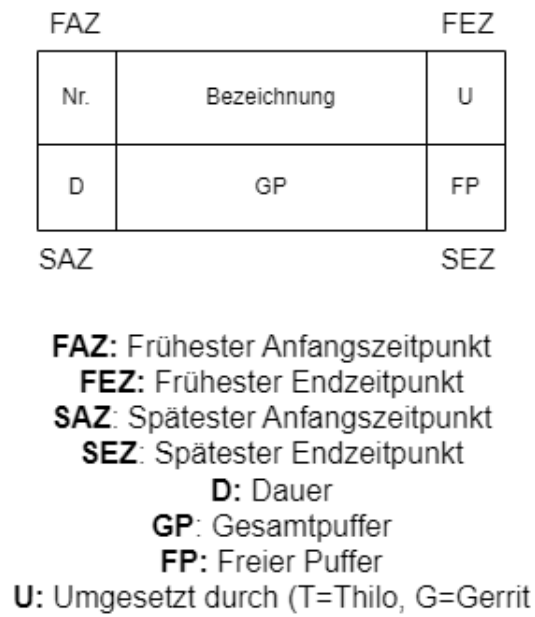 FAZ FEZ
Nr. Bezeichnung U
D GP FP
SAZ SEZ
FAZ: Frühester Anfangszeitpunkt
FEZ: Frühester Endzeitpunkt
SAZ: Spätester Anfangszeitpunkt
SEZ: Spätester Endzeitpunkt
D: Dauer
GP: Gesamtpuffer
FP: Freier Puffer
U: Umgesetzt durch (T=Thilo, G=Gerrit